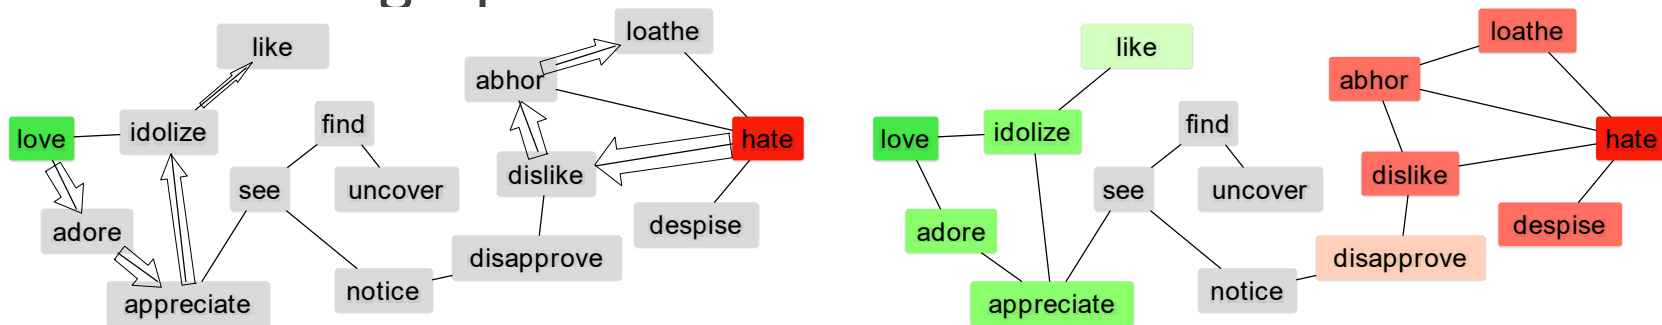 like
loathe
abhor
love
idolize
find
hate
see
uncover
dislike
adore
despise
disapprove
notice
appreciate
like
loathe
abhor
love
idolize
find
hate
see
uncover
dislike
adore
despise
disapprove
notice
appreciate